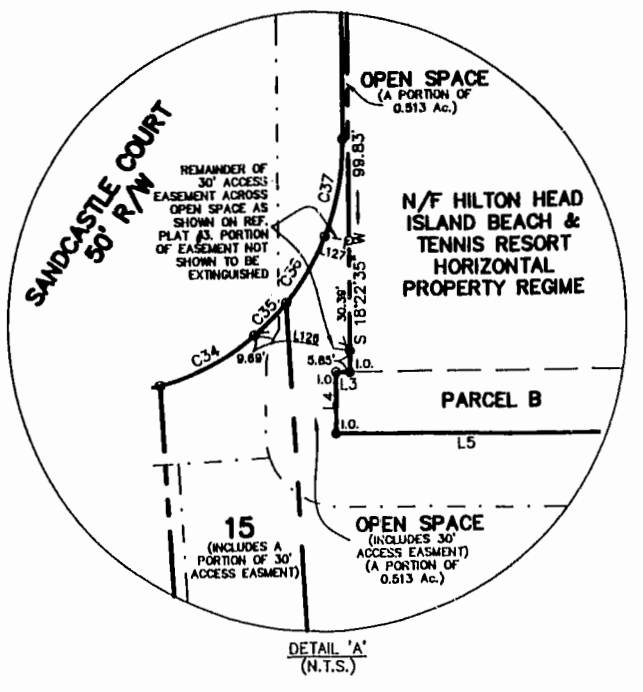 OPEN SPACE
(A PORTION OF
0.513 Ac.)
SANDCASTLE COURT
50' R/W
REMAINDER OF
30' ACCESS
EASEMENT ACROSS
OPEN SPACE AS
SHOWN ON REF.
PLAT #3. PORTION
OF EASEMENT NOT
SHOWN TO BE
EXTINGUISHED
N/F HILTON HEAD
ISLAND BEACH &
TENNIS RESORT
HORIZONTAL
PROPERTY REGIME
S 18°22'35" W — 99.83'
C37
L127
C36
30.39'
C35
L126
C34
9.69'
5.85'
I.O.
I.O.
L3
L4
PARCEL B
I.O.
L5
15
(INCLUDES A
PORTION OF 30'
ACCESS EASMENT)
OPEN SPACE
(INCLUDES 30'
ACCESS EASMENT)
(A PORTION OF
0.513 Ac.)
DETAIL 'A'
(N.T.S.)